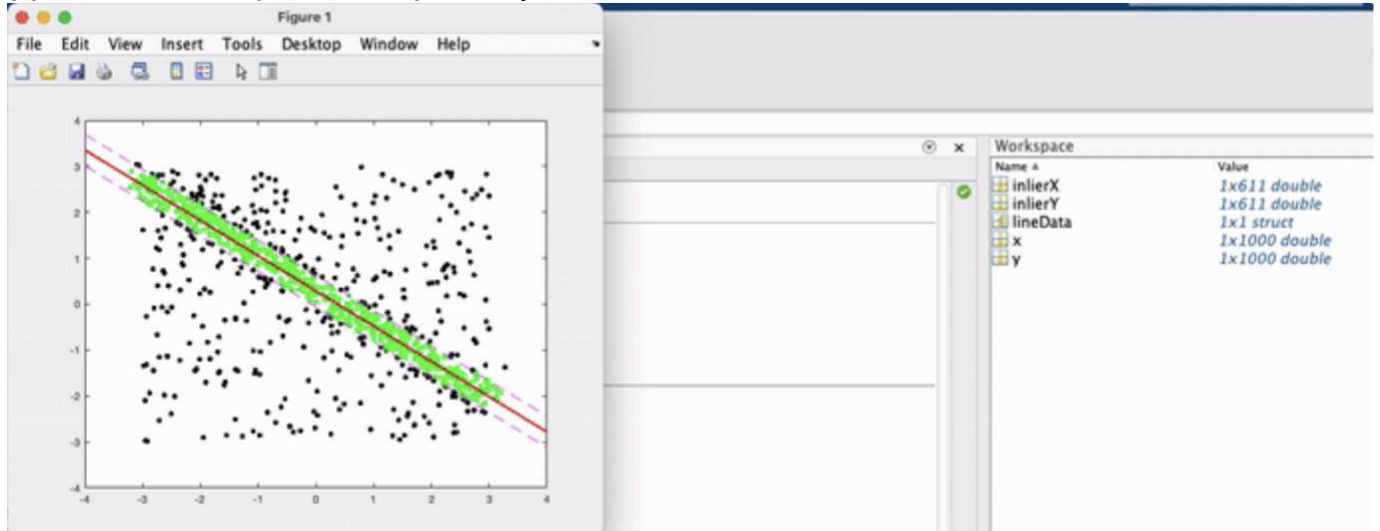 Figure 1
File Edit View Insert Tools Desktop Window Help
4
3
2
1
0
-1
-2
-3
-4
-4 -3 -2 -1 0 1 2 3 4
Workspace
Name Value
inlierX 1x611 double
inlierY 1x611 double
lineData 1x1 struct
x 1x1000 double
y 1x1000 double